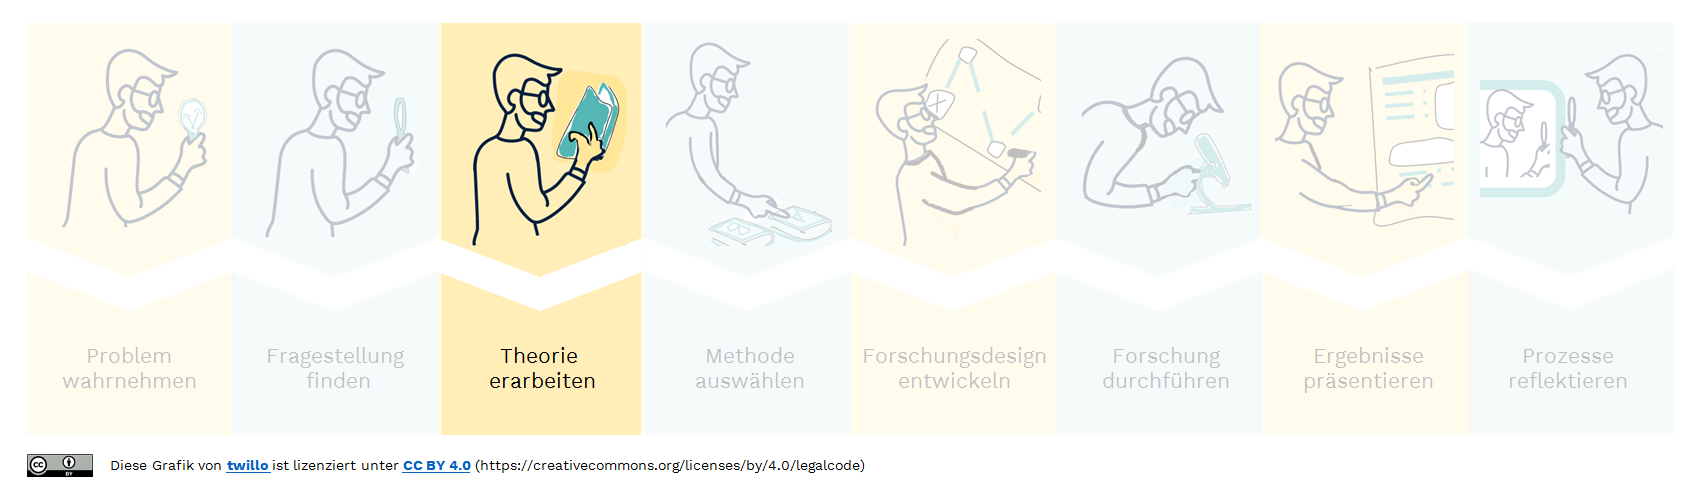 Problem
wahrnehmen
Fragestellung
finden
Theorie
erarbeiten
Methode
auswählen
Forschungsdesign
entwickeln
Forschung
durchführen
Ergebnisse
präsentieren
Prozesse
reflektieren
cc BY
Diese Grafik von twillo ist lizenziert unter CC BY 4.0 (https://creativecommons.org/licenses/by/4.0/legalcode)